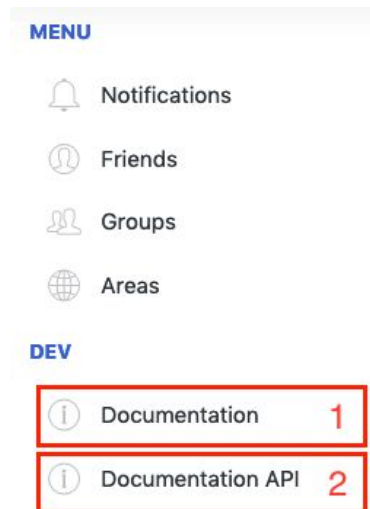 MENU
Notifications
Friends
Groups
Areas
DEV
Documentation 1
Documentation API 2